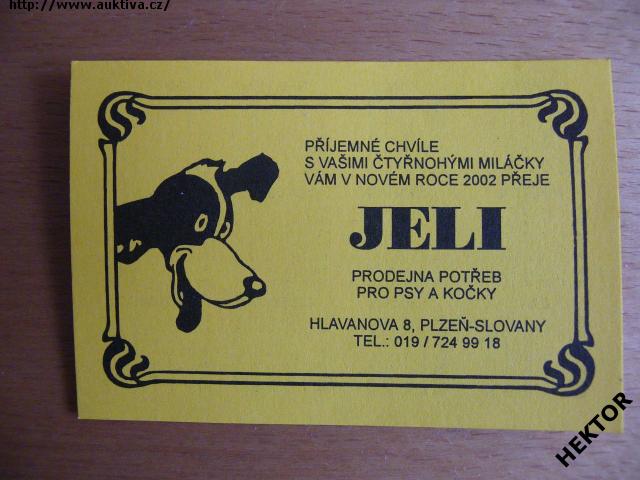 http://www.auktiva.cz/
PŘÍJEMNÉ CHVÍLE
S VAŠIMI ČTYŘNOHÝMI MILÁČKY
VÁM V NOVÉM ROCE 2002 PŘEJE
JELI
PRODEJNA POTŘEB
PRO PSY A KOČKY
HLAVANOVA 8, PLZEŇ-SLOVANY
TEL.: 019 / 724 99 18
HEKTOR